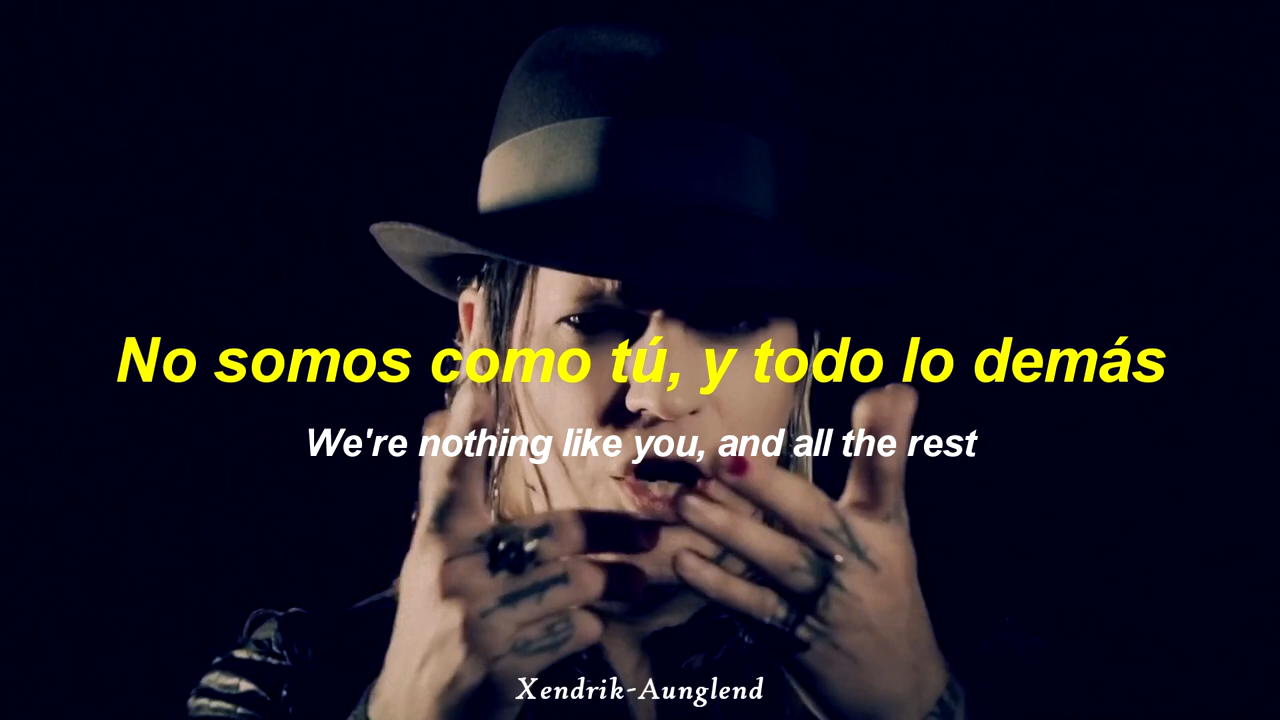 No somos como tú, y todo lo demás
We're nothing like you, and all the rest
Xendrik-Aunglend